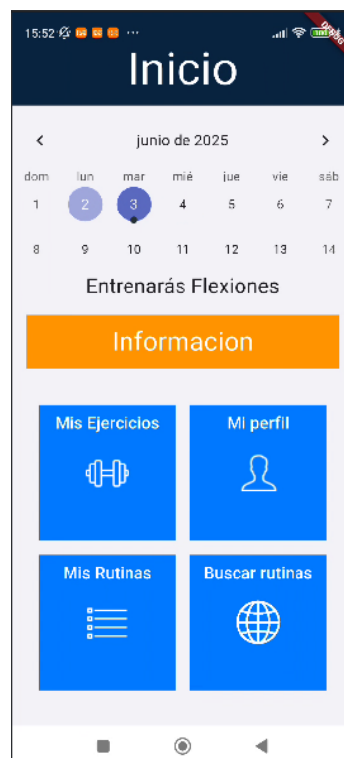 15:52
DEBUG
Inicio
junio de 2025
dom lun mar mié jue vie sáb
1 2 3 4 5 6 7
8 9 10 11 12 13 14
Entrenarás Flexiones
Informacion
Mis Ejercicios Mi perfil
Mis Rutinas Buscar rutinas